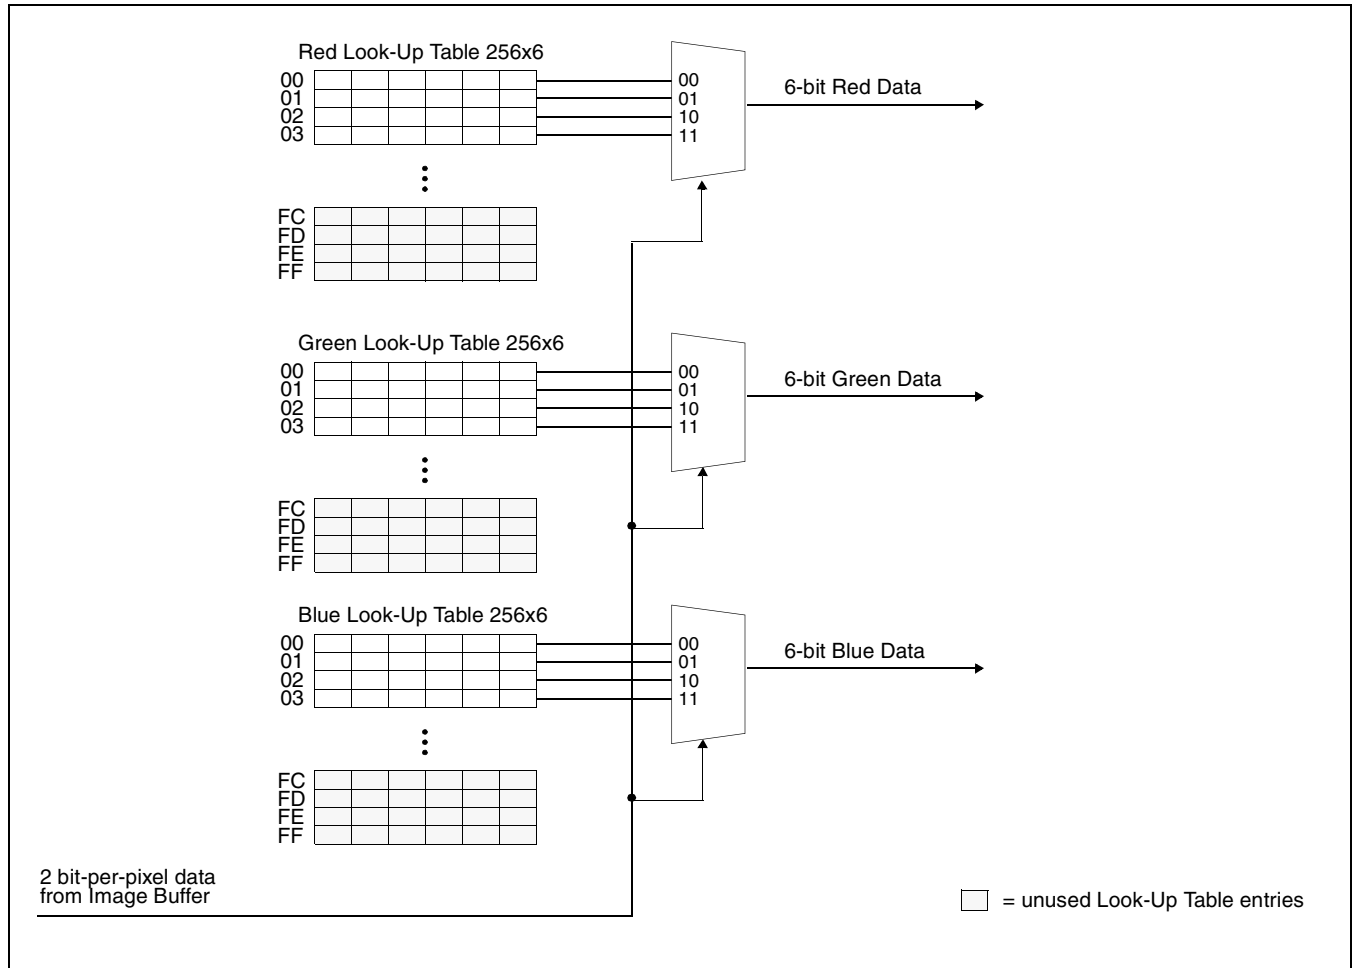 Red Look-Up Table 256x6
00
01
02
03
FC
FD
FE
FF
00
01
10
11
6-bit Red Data
Green Look-Up Table 256x6
00
01
02
03
FC
FD
FE
FF
00
01
10
11
6-bit Green Data
Blue Look-Up Table 256x6
00
01
02
03
FC
FD
FE
FF
00
01
10
11
6-bit Blue Data
2 bit-per-pixel data
from Image Buffer
= unused Look-Up Table entries